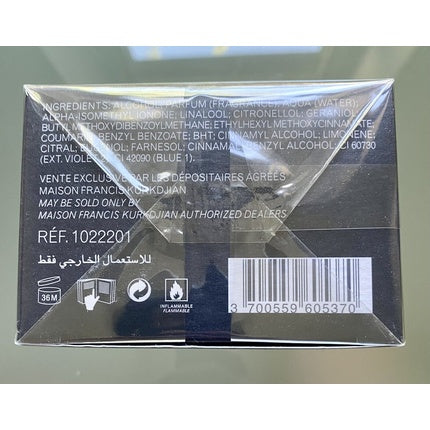 INGREDIENTS: ALCOHOL; PARFUM (FRAGRANCE); AQUA (WATER);
ALPHA-ISOMETHYL IONONE; LINALOOL; CITRONELLOL; GERANIOL;
BUTYL METHOXYDIBENZOYLMETHANE; ETHYLHEXYL METHOXYCINNAMATE;
COUMARIN; BENZYL BENZOATE; BHT; CINNAMYL ALCOHOL; LIMONENE;
CITRAL; EUGENOL; FARNESOL; CINNAMAL; BENZYL ALCOHOL; CI 60730
(EXT. VIOLET 2); CI 42090 (BLUE 1).
VENTE EXCLUSIVE PAR LES DÉPOSITAIRES AGRÉÉS
MAISON FRANCIS KURKDJIAN
MAY BE SOLD ONLY BY
MAISON FRANCIS KURKDJIAN AUTHORIZED DEALERS
RÉF. 1022201
للاستعمال الخارجي فقط
36M
INFLAMMABLE
FLAMMABLE
3 700559 605370